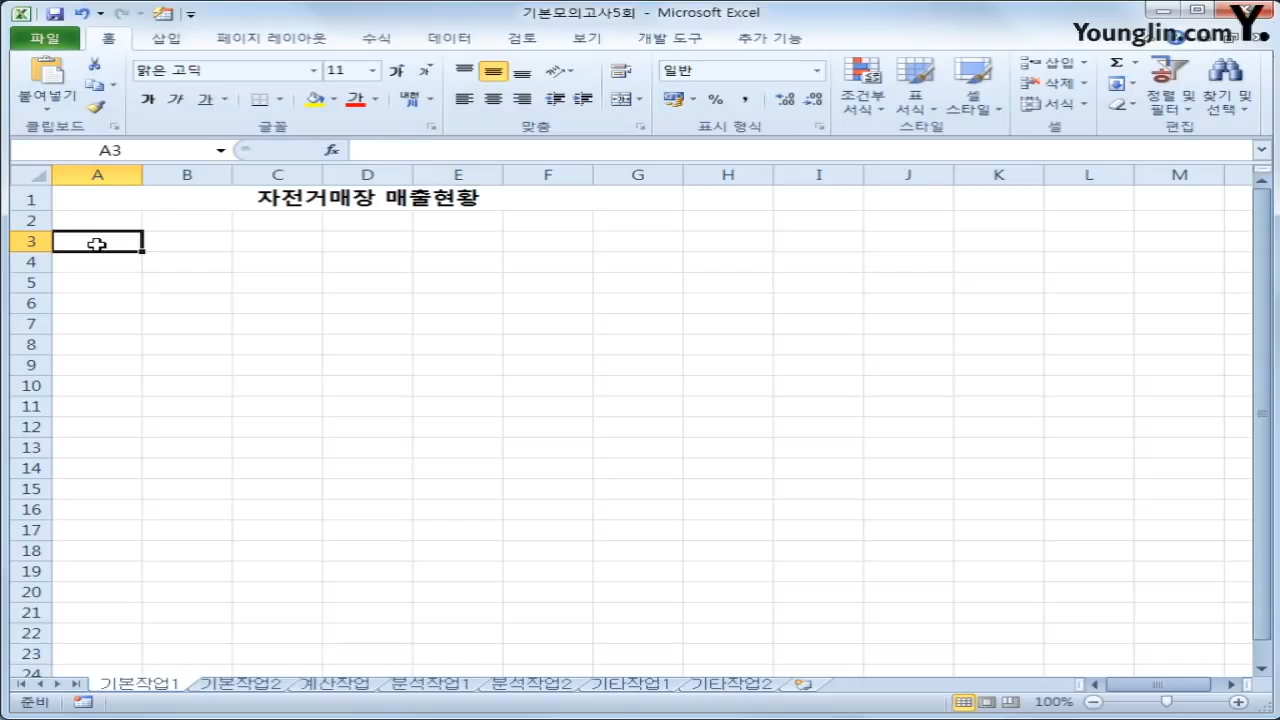 기본모의고사5회 - Microsoft Excel
Younglin.com Y.
파일 홈 삽입 페이지 레이아웃 수식 데이터 검토 보기 개발 도구 추가 기능
붙여넣기
맑은 고딕 11
가 가 가 가
일반
% ,
조건부 서식
표 서식
셀 스타일
삽입
삭제
서식
Σ
정렬 및 필터
찾기 및 선택
클립보드 글꼴 맞춤 표시 형식 스타일 셀 편집
A3 fx
A B C D E F G H I J K L M
1 자전거매장 매출현황
2
3
4
5
6
7
8
9
10
11
12
13
14
15
16
17
18
19
20
21
22
23
24
기본작업1 기본작업2 계산작업 분석작업1 분석작업2 기타작업1 기타작업2
준비 100%